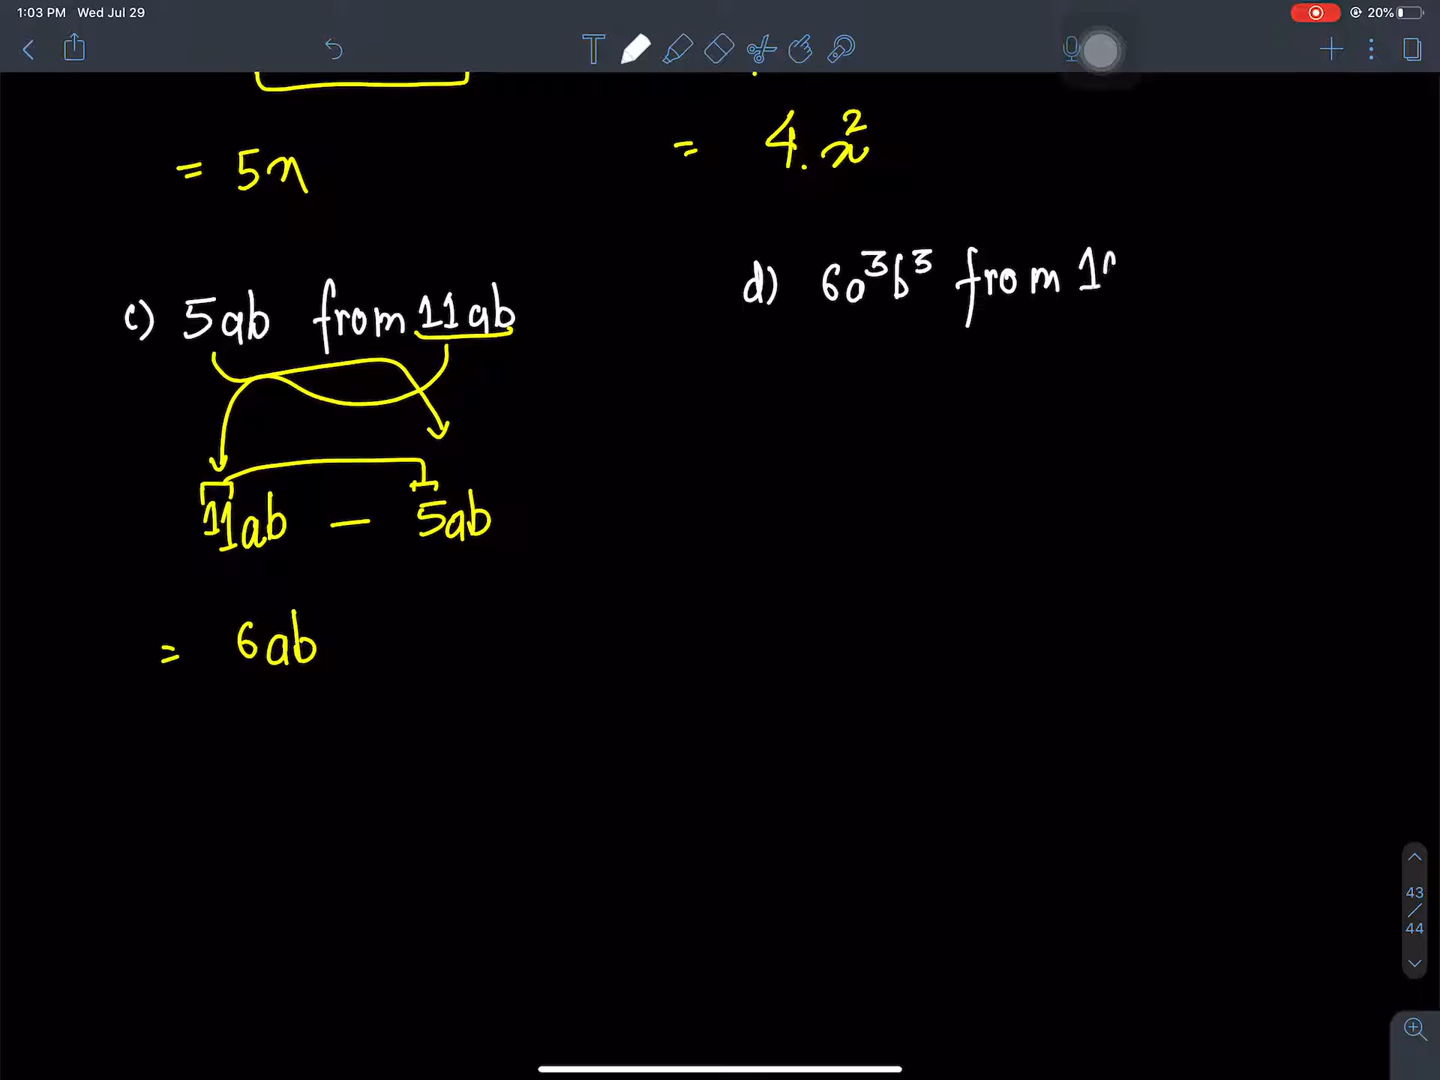 1:03 PM Wed Jul 29
20%
T
= 5x
= 4.x²
c) 5ab from 11ab
11ab — 5ab
= 6ab
d) 6a³b³ from
43
/
44